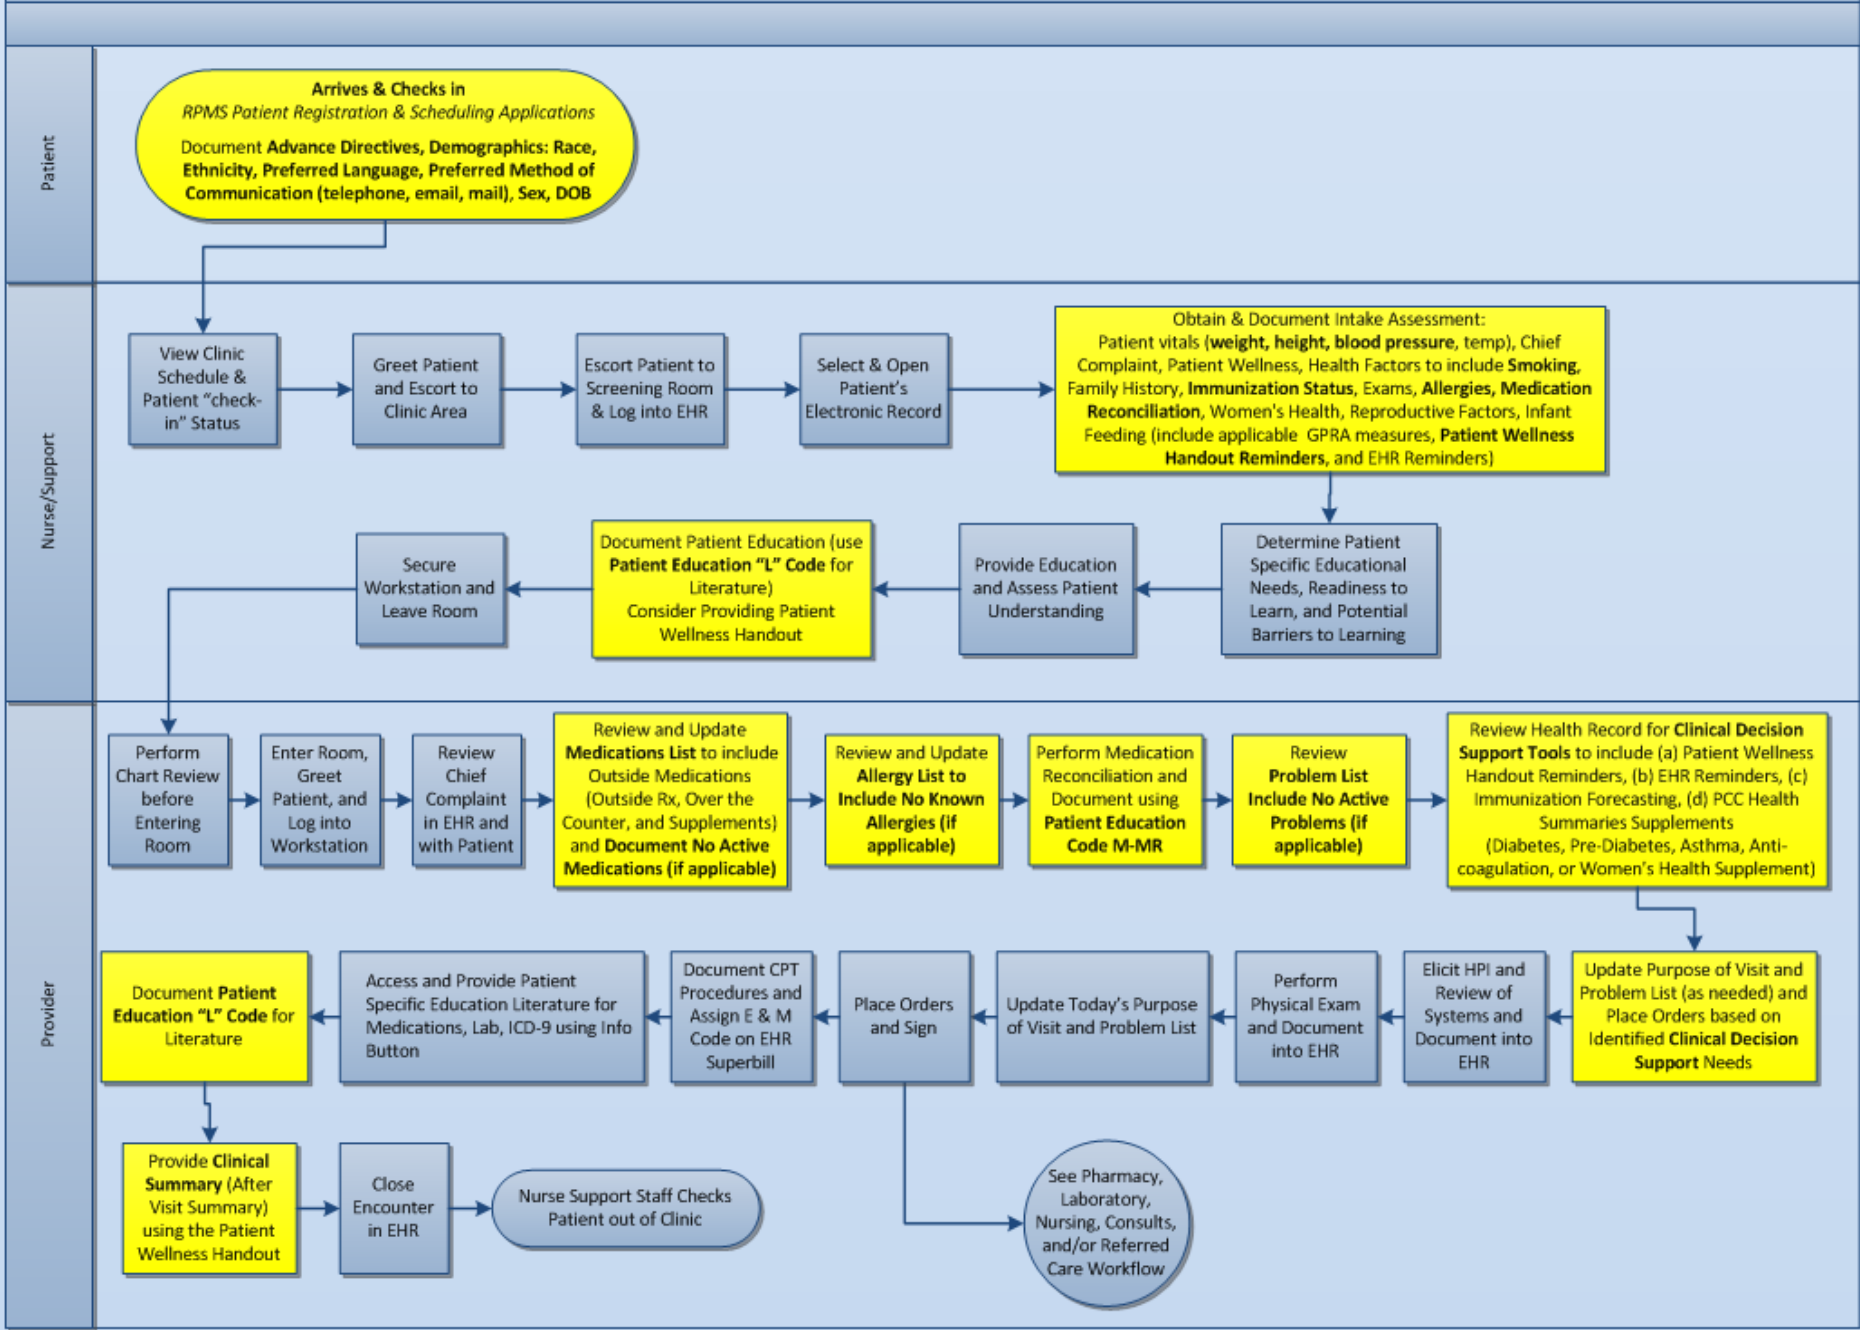 Patient
Arrives & Checks in
RPMS Patient Registration & Scheduling Applications
Document Advance Directives, Demographics: Race,
Ethnicity, Preferred Language, Preferred Method of
Communication (telephone, email, mail), Sex, DOB
Nurse/Support
View Clinic
Schedule &
Patient “check-
in” Status
Greet Patient
and Escort to
Clinic Area
Escort Patient to
Screening Room
& Log into EHR
Select & Open
Patient’s
Electronic Record
Obtain & Document Intake Assessment:
Patient vitals (weight, height, blood pressure, temp), Chief
Complaint, Patient Wellness, Health Factors to include Smoking,
Family History, Immunization Status, Exams, Allergies, Medication
Reconciliation, Women's Health, Reproductive Factors, Infant
Feeding (include applicable GPRA measures, Patient Wellness
Handout Reminders, and EHR Reminders)
Determine Patient
Specific Educational
Needs, Readiness to
Learn, and Potential
Barriers to Learning
Provide Education
and Assess Patient
Understanding
Document Patient Education (use
Patient Education “L” Code for
Literature)
Consider Providing Patient
Wellness Handout
Secure
Workstation and
Leave Room
Provider
Perform
Chart Review
before
Entering
Room
Enter Room,
Greet
Patient, and
Log into
Workstation
Review
Chief
Complaint
in EHR and
with Patient
Review and Update
Medications List to include
Outside Medications
(Outside Rx, Over the
Counter, and Supplements)
and Document No Active
Medications (if applicable)
Review and Update
Allergy List to
Include No Known
Allergies (if
applicable)
Perform Medication
Reconciliation and
Document using
Patient Education
Code M-MR
Review
Problem List
Include No Active
Problems (if
applicable)
Review Health Record for Clinical Decision
Support Tools to include (a) Patient Wellness
Handout Reminders, (b) EHR Reminders, (c)
Immunization Forecasting, (d) PCC Health
Summaries Supplements
(Diabetes, Pre-Diabetes, Asthma, Anti-
coagulation, or Women’s Health Supplement)
Update Purpose of Visit and
Problem List (as needed) and
Place Orders based on
Identified Clinical Decision
Support Needs
Elicit HPI and
Review of
Systems and
Document into
EHR
Perform
Physical Exam
and Document
into EHR
Update Today’s Purpose
of Visit and Problem List
Place Orders
and Sign
Document CPT
Procedures and
Assign E & M
Code on EHR
Superbill
Access and Provide Patient
Specific Education Literature for
Medications, Lab, ICD-9 using Info
Button
Document Patient
Education “L” Code for
Literature
Provide Clinical
Summary (After
Visit Summary)
using the Patient
Wellness Handout
Close
Encounter
in EHR
Nurse Support Staff Checks
Patient out of Clinic
See Pharmacy,
Laboratory,
Nursing, Consults,
and/or Referred
Care Workflow